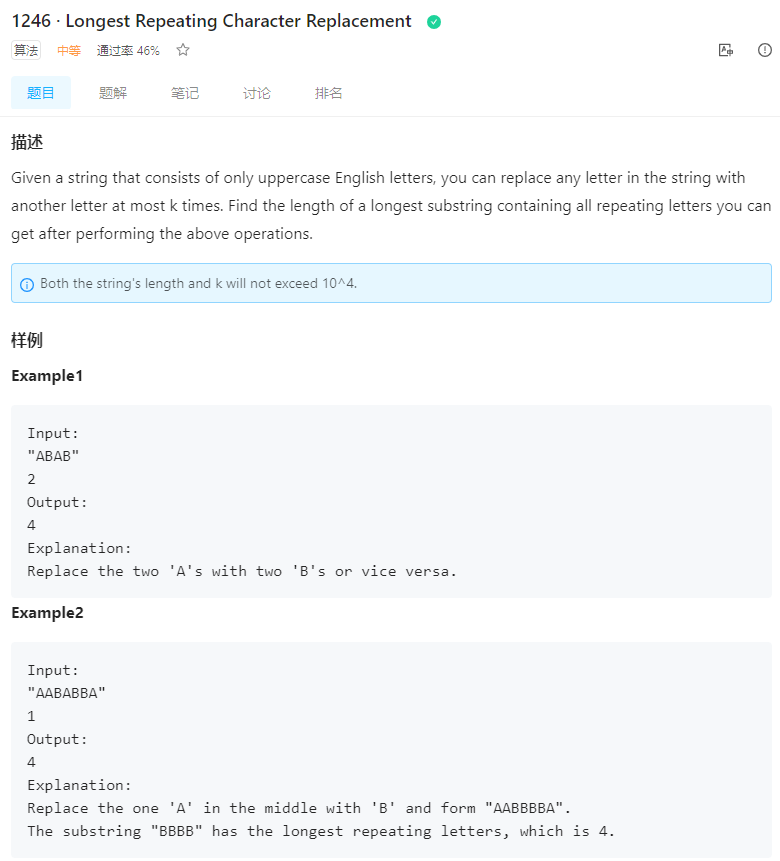 1246 · Longest Repeating Character Replacement
算法 中等 通过率 46%
题目 题解 笔记 讨论 排名
描述
Given a string that consists of only uppercase English letters, you can replace any letter in the string with
another letter at most k times. Find the length of a longest substring containing all repeating letters you can
get after performing the above operations.
Both the string's length and k will not exceed 10^4.
样例
Example1
Input:
"ABAB"
2
Output:
4
Explanation:
Replace the two 'A's with two 'B's or vice versa.
Example2
Input:
"AABABBA"
1
Output:
4
Explanation:
Replace the one 'A' in the middle with 'B' and form "AABBBBA".
The substring "BBBB" has the longest repeating letters, which is 4.